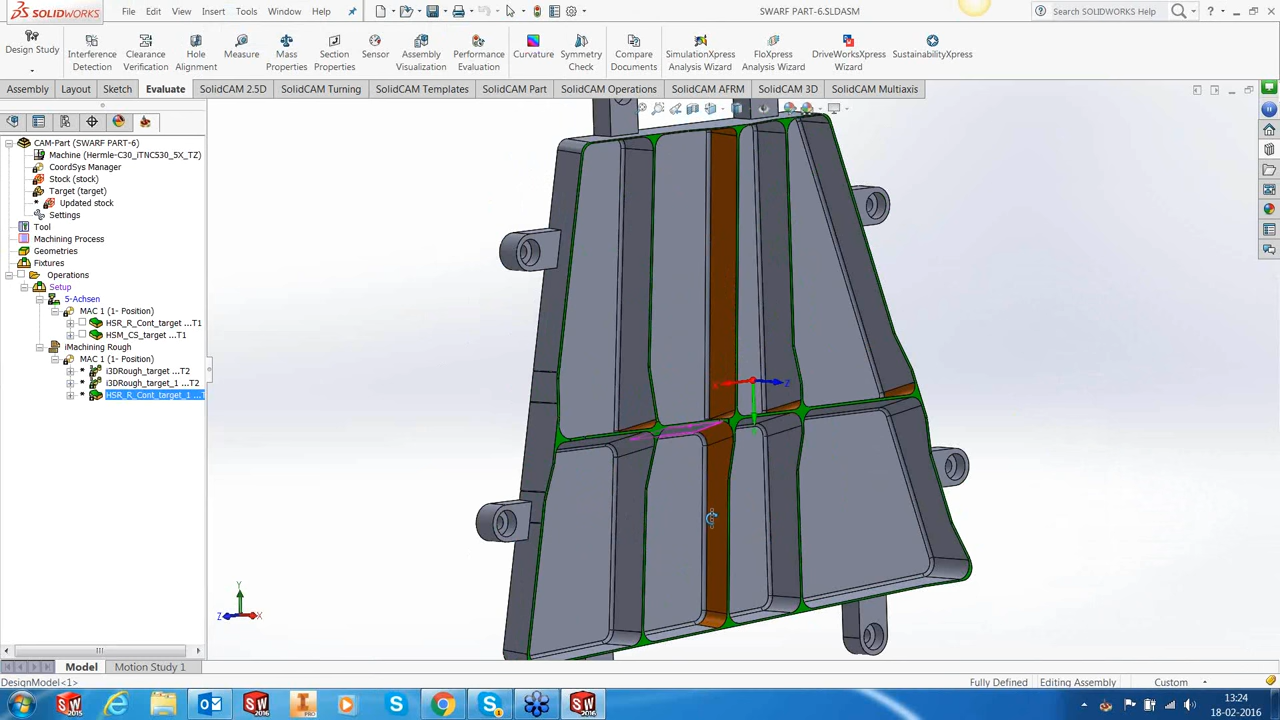 SOLIDWORKS
File Edit View Insert Tools Window Help
SWARF PART-6.SLDASM
Search SOLIDWORKS Help
Design Study
Interference Detection
Clearance Verification
Hole Alignment
Measure
Mass Properties
Section Properties
Sensor
Assembly Visualization
Performance Evaluation
Curvature
Symmetry Check
Compare Documents
SimulationXpress Analysis Wizard
FloXpress Analysis Wizard
DriveWorksXpress Wizard
SustainabilityXpress
Assembly Layout Sketch Evaluate SolidCAM 2.5D SolidCAM Turning SolidCAM Templates SolidCAM Part SolidCAM Operations SolidCAM AFRM SolidCAM 3D SolidCAM Multiaxis
CAM-Part (SWARF PART-6)
Machine (Hermle-C30_iTNC530_5X_TZ)
CoordSys Manager
Stock (stock)
Target (target)
* Updated stock
Settings
Tool
Machining Process
Geometries
Fixtures
Operations
Setup
5-Achsen
MAC 1 (1- Position)
HSR_R_Cont_target ...T1
HSM_CS_target ...T1
iMachining Rough
MAC 1 (1- Position)
* i3DRough_target ...T2
* i3DRough_target_1 ...T2
* HSR_R_Cont_target_1 ...T
X Z
Y
Z X
Model Motion Study 1
DesignModel<1>
Fully Defined Editing Assembly Custom
13:24
18-02-2016